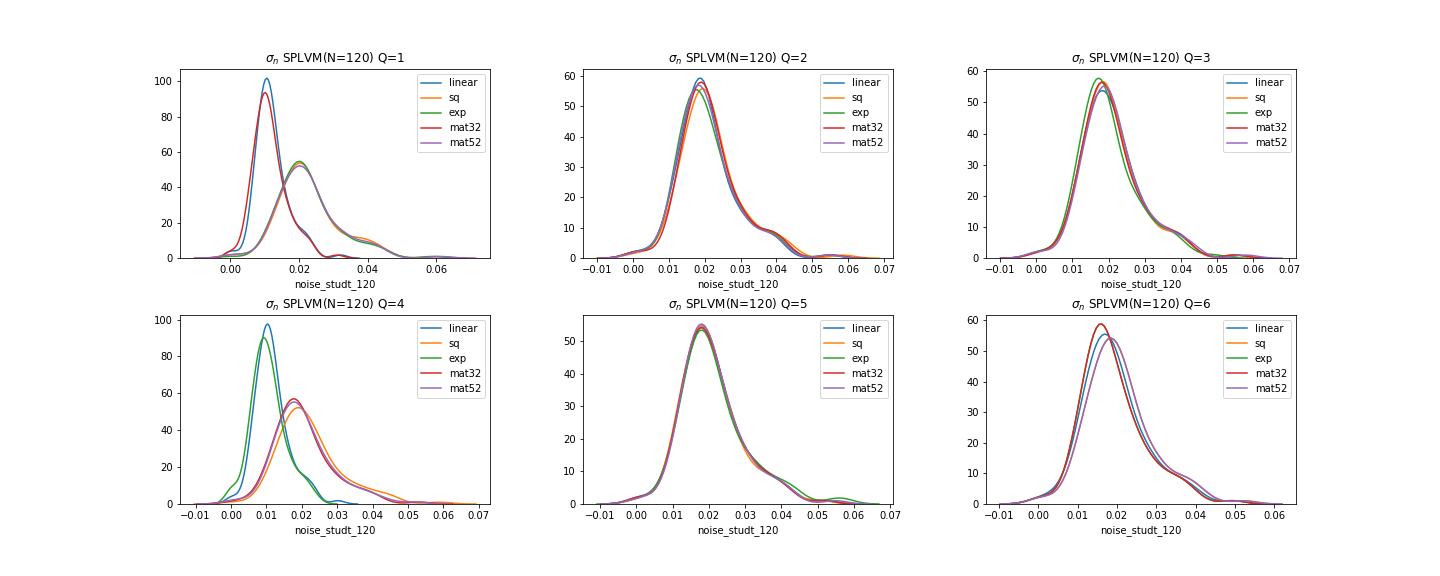 σₙ SPLVM(N=120) Q=1
100
80
60
40
20
0
0.00 0.02 0.04 0.06
noise_studt_120
linear
sq
exp
mat32
mat52
σₙ SPLVM(N=120) Q=2
60
50
40
30
20
10
0
−0.01 0.00 0.01 0.02 0.03 0.04 0.05 0.06 0.07
noise_studt_120
linear
sq
exp
mat32
mat52
σₙ SPLVM(N=120) Q=3
60
50
40
30
20
10
0
−0.01 0.00 0.01 0.02 0.03 0.04 0.05 0.06 0.07
noise_studt_120
linear
sq
exp
mat32
mat52
σₙ SPLVM(N=120) Q=4
100
80
60
40
20
0
−0.01 0.00 0.01 0.02 0.03 0.04 0.05 0.06 0.07
noise_studt_120
linear
sq
exp
mat32
mat52
σₙ SPLVM(N=120) Q=5
50
40
30
20
10
0
−0.01 0.00 0.01 0.02 0.03 0.04 0.05 0.06 0.07
noise_studt_120
linear
sq
exp
mat32
mat52
σₙ SPLVM(N=120) Q=6
60
50
40
30
20
10
0
−0.01 0.00 0.01 0.02 0.03 0.04 0.05 0.06
noise_studt_120
linear
sq
exp
mat32
mat52